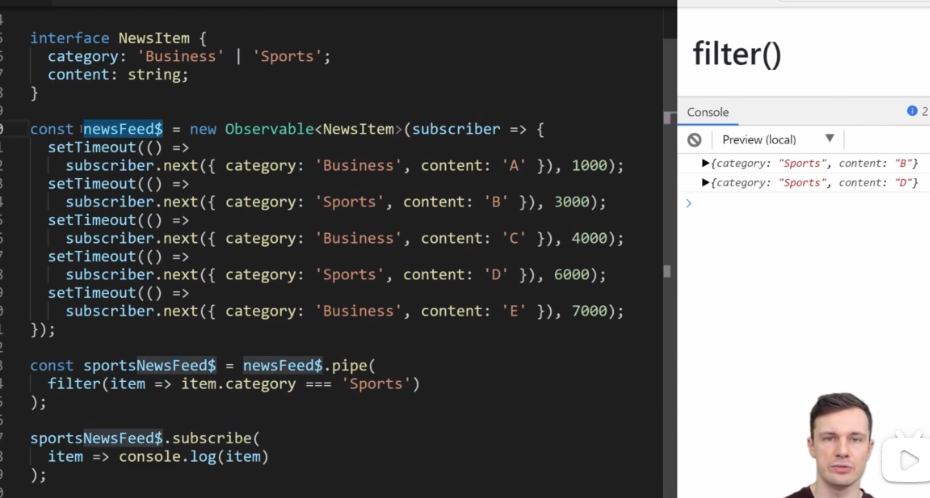 interface NewsItem {
category: 'Business' | 'Sports';
content: string;
}
const newsFeed$ = new Observable<NewsItem>(subscriber => {
setTimeout(() =>
subscriber.next({ category: 'Business', content: 'A' }), 1000);
setTimeout(() =>
subscriber.next({ category: 'Sports', content: 'B' }), 3000);
setTimeout(() =>
subscriber.next({ category: 'Business', content: 'C' }), 4000);
setTimeout(() =>
subscriber.next({ category: 'Sports', content: 'D' }), 6000);
setTimeout(() =>
subscriber.next({ category: 'Business', content: 'E' }), 7000);
});
const sportsNewsFeed$ = newsFeed$.pipe(
filter(item => item.category === 'Sports')
);
sportsNewsFeed$.subscribe(
item => console.log(item)
);
filter()
Console
2
Preview (local)
{category: "Sports", content: "B"}
{category: "Sports", content: "D"}